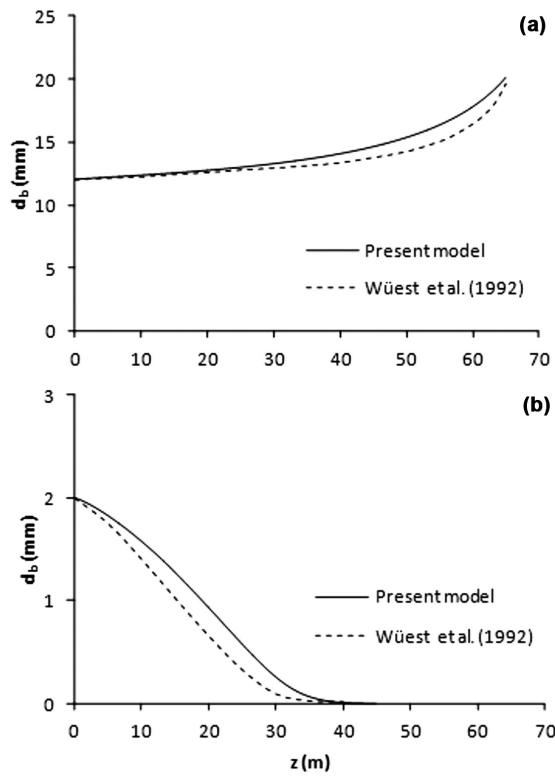 (a)
25
20
15
10
5
0
d_b (mm)
Present model
Wüest et al. (1992)
0 10 20 30 40 50 60 70
(b)
3
2
1
0
d_b (mm)
Present model
Wüest et al. (1992)
0 10 20 30 40 50 60 70
z (m)